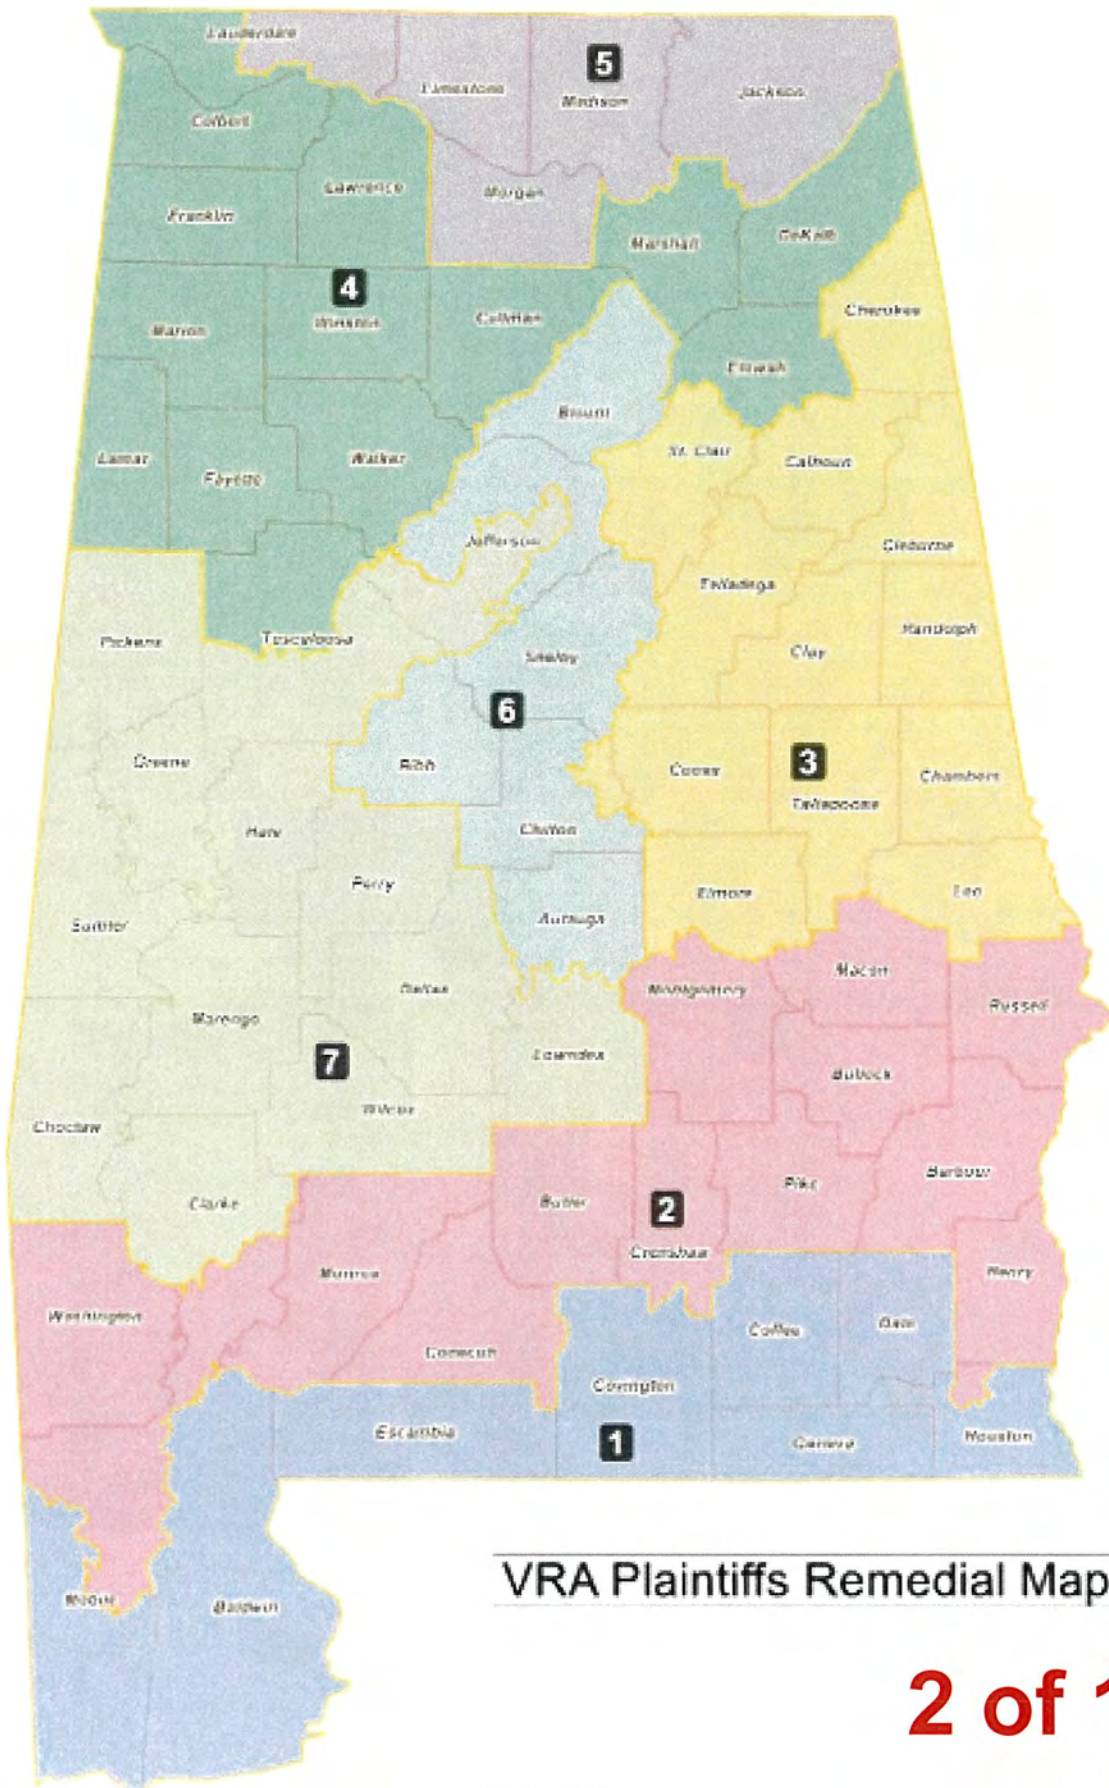 Lauderdale
5
Limestone
Madison
Jackson
Colbert
Lawrence
Morgan
Franklin
Marshall
DeKalb
4
Marion
Winston
Cullman
Cherokee
Etowah
Blount
Lamar
Fayette
Walker
St. Clair
Calhoun
Jefferson
Cleburne
Talladega
Pickens
Tuscaloosa
Randolph
Shelby
Clay
6
Greene
Bibb
Coosa
3
Chambers
Tallapoosa
Hale
Chilton
Perry
Elmore
Lee
Sumter
Autauga
Macon
Dallas
Montgomery
Russell
Marengo
7
Lowndes
Bullock
Wilcox
Choctaw
Barbour
Pike
Clarke
Butler
2
Crenshaw
Monroe
Henry
Washington
Coffee
Dale
Conecuh
Covington
Escambia
1
Geneva
Houston
Mobile
Baldwin
VRA Plaintiffs Remedial Map
2 of 1